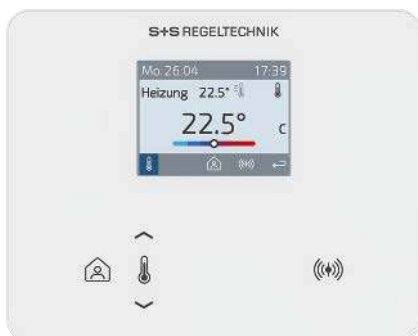 S+S REGELTECHNIK
Mo.26.04 17:39
Heizung 22.5°
22.5° C